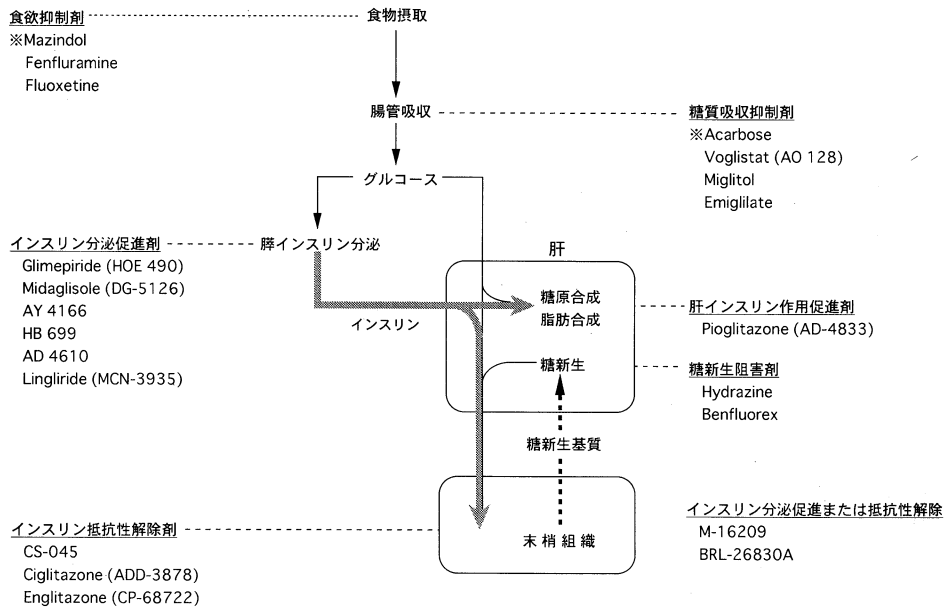 食欲抑制剤
※Mazindol
Fenfluramine
Fluoxetine
食物摂取
腸管吸収
糖質吸収抑制剤
※Acarbose
Voglistat (AO 128)
Miglitol
Emiglilate
グルコース
インスリン分泌促進剤
Glimepiride (HOE 490)
Midaglisole (DG-5126)
AY 4166
HB 699
AD 4610
Lingliride (MCN-3935)
膵インスリン分泌
インスリン
肝
糖原合成
脂肪合成
糖新生
肝インスリン作用促進剤
Pioglitazone (AD-4833)
糖新生阻害剤
Hydrazine
Benfluorex
糖新生基質
インスリン抵抗性解除剤
CS-045
Ciglitazone (ADD-3878)
Englitazone (CP-68722)
末梢組織
インスリン分泌促進または抵抗性解除
M-16209
BRL-26830A